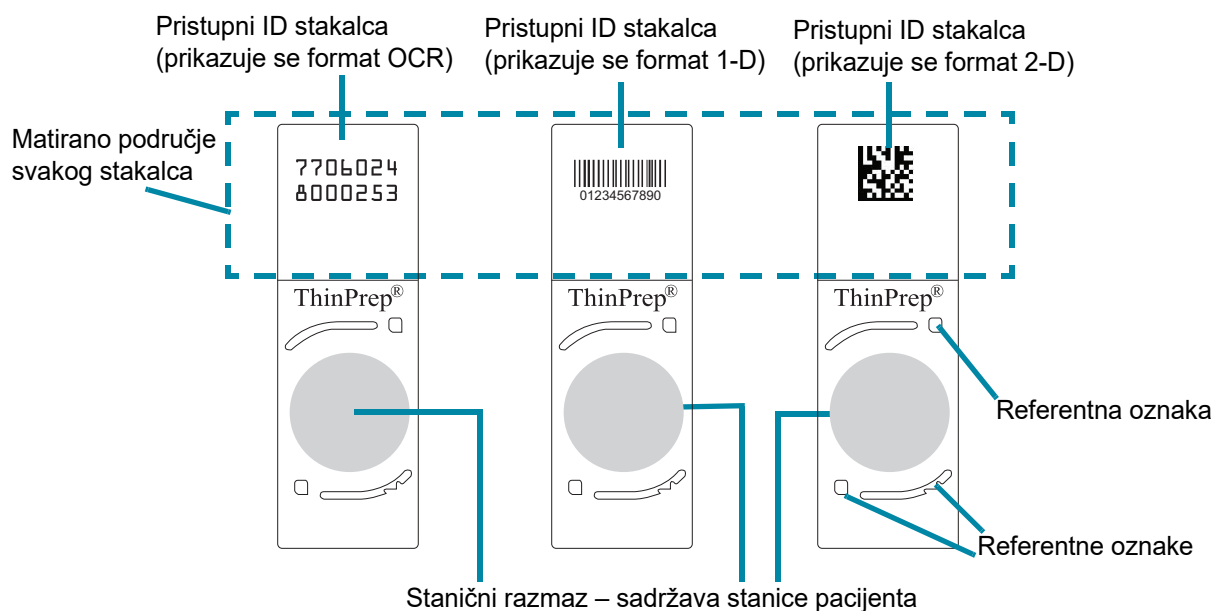 Pristupni ID stakalca
(prikazuje se format OCR)
Pristupni ID stakalca
(prikazuje se format 1-D)
Pristupni ID stakalca
(prikazuje se format 2-D)
Matirano područje
svakog stakalca
7706024
8000253
01234567890
ThinPrep®
ThinPrep®
ThinPrep®
Referentna oznaka
Referentne oznake
Stanični razmaz – sadržava stanice pacijenta